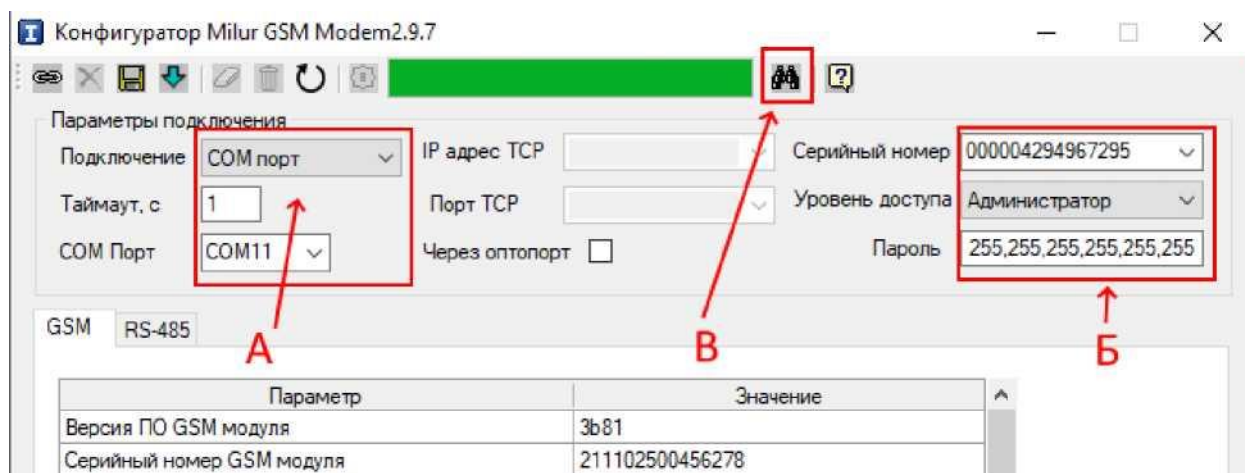 Конфигуратор Milur GSM Modem2.9.7
Параметры подключения
Подключение COM порт IP адрес TCP Серийный номер 000004294967295
Таймаут, с 1 Порт TCP Уровень доступа Администратор
COM Порт COM11 Через оптопорт Пароль 255,255,255,255,255,255
GSM RS-485
А В Б
Параметр Значение
Версия ПО GSM модуля 3b81
Серийный номер GSM модуля 211102500456278